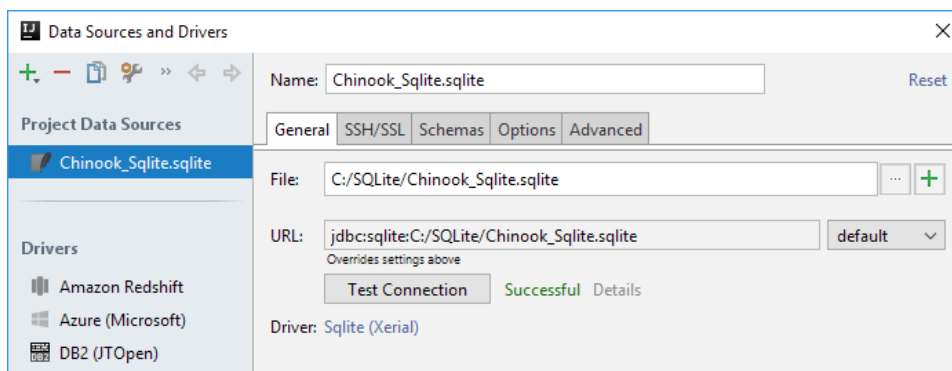 Data Sources and Drivers
Name: Chinook_Sqlite.sqlite Reset
Project Data Sources
General SSH/SSL Schemas Options Advanced
Chinook_Sqlite.sqlite
File: C:/SQLite/Chinook_Sqlite.sqlite ...
URL: jdbc:sqlite:C:/SQLite/Chinook_Sqlite.sqlite default
Overrides settings above
Drivers
Test Connection Successful Details
Amazon Redshift
Azure (Microsoft)
Driver: Sqlite (Xerial)
DB2 (JTOpen)